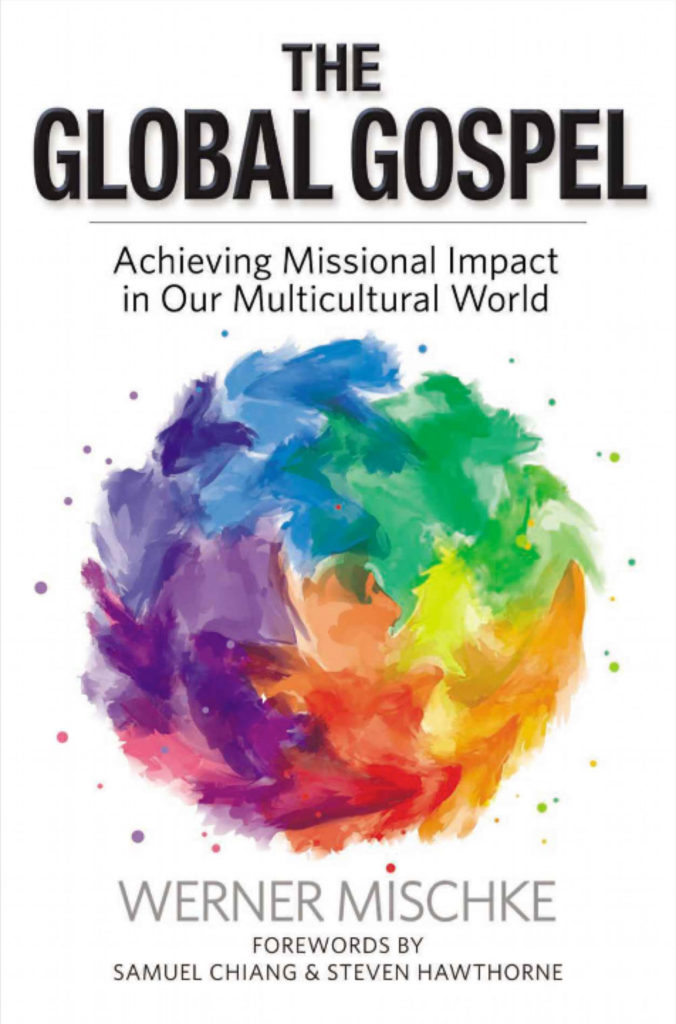 THE
GLOBAL GOSPEL
Achieving Missional Impact
in Our Multicultural World
WERNER MISCHKE
FOREWORDS BY
SAMUEL CHIANG & STEVEN HAWTHORNE